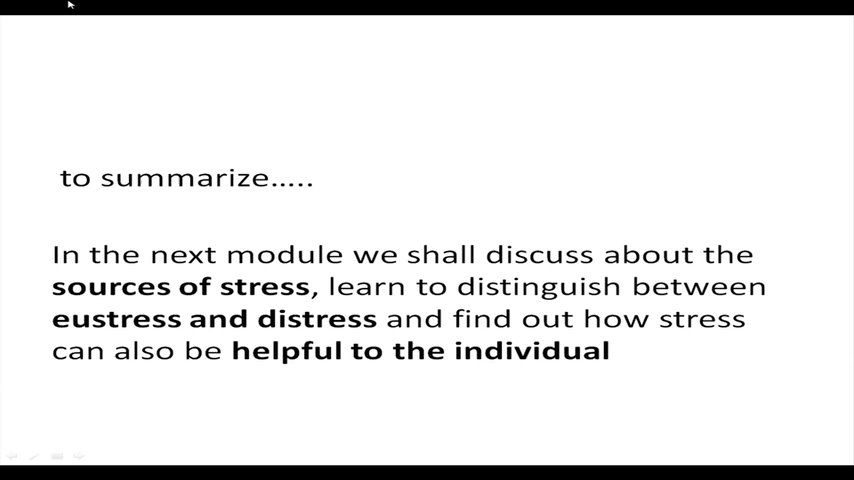 to summarize.....
In the next module we shall discuss about the
sources of stress, learn to distinguish between
eustress and distress and find out how stress
can also be helpful to the individual